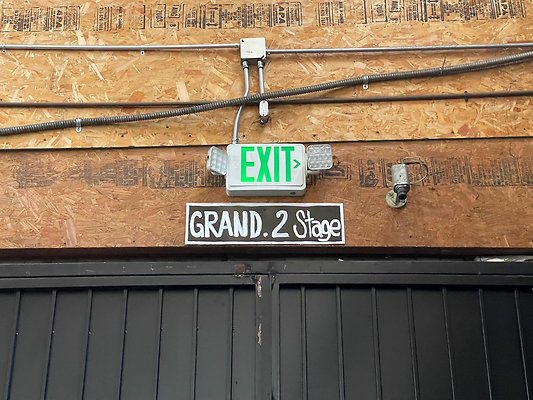 EXIT >
GRAND. 2 Stage